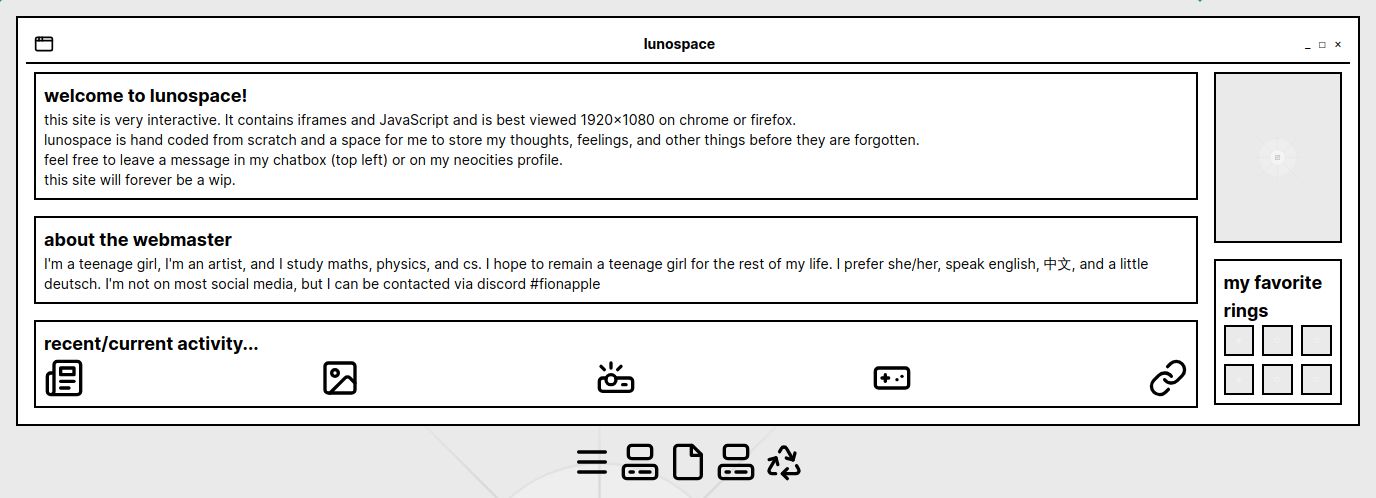 lunospace
welcome to lunospace!
this site is very interactive. It contains iframes and JavaScript and is best viewed 1920×1080 on chrome or firefox.
lunospace is hand coded from scratch and a space for me to store my thoughts, feelings, and other things before they are forgotten.
feel free to leave a message in my chatbox (top left) or on my neocities profile.
this site will forever be a wip.
about the webmaster
I'm a teenage girl, I'm an artist, and I study maths, physics, and cs. I hope to remain a teenage girl for the rest of my life. I prefer she/her, speak english, 中文, and a little
deutsch. I'm not on most social media, but I can be contacted via discord #fionapple
recent/current activity...
my favorite
rings